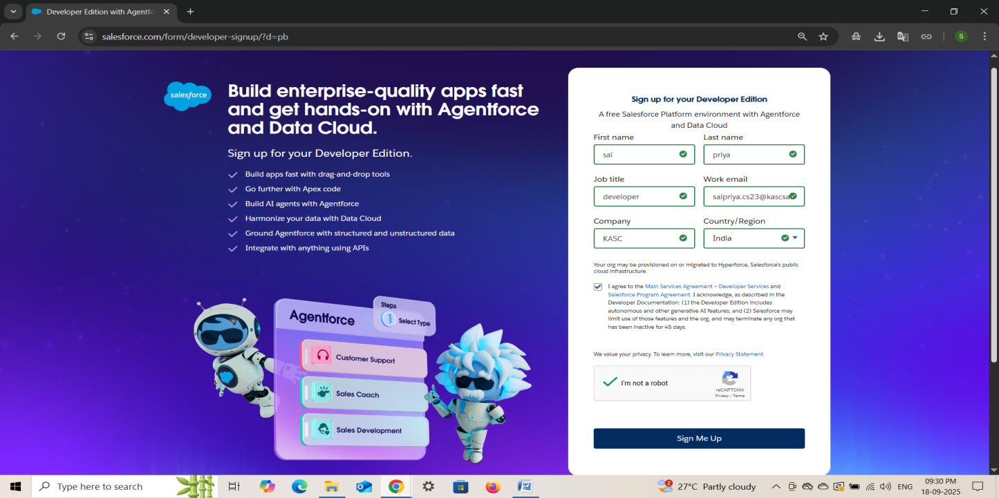 Developer Edition with Agentfo
salesforce.com/form/developer-signup/?d=pb
S
salesforce
Build enterprise-quality apps fast
and get hands-on with Agentforce
and Data Cloud.
Sign up for your Developer Edition.
Build apps fast with drag-and-drop tools
Go further with Apex code
Build AI agents with Agentforce
Harmonize your data with Data Cloud
Ground Agentforce with structured and unstructured data
Integrate with anything using APIs
Agentforce
Steps
1 Select Type
Customer Support
Sales Coach
Sales Development
Sign up for your Developer Edition
A free Salesforce Platform environment with Agentforce
and Data Cloud
First name Last name
sai priya
Job title Work email
developer saipriya.cs23@kascsa
Company Country/Region
KASC India
Your org may be provisioned on or migrated to Hyperforce, Salesforce's public
cloud infrastructure.
I agree to the Main Services Agreement – Developer Services and
Salesforce Program Agreement. I acknowledge, as described in the
Developer Documentation: (1) the Developer Edition includes
autonomous and other generative AI features; and (2) Salesforce may
limit use of those features and the org, and may terminate any org that
has been inactive for 45 days.
We value your privacy. To learn more, visit our Privacy Statement.
I'm not a robot
reCAPTCHA
Privacy - Terms
Sign Me Up
Type here to search
2
27°C Partly cloudy
ENG
09:30 PM
18-09-2025